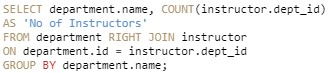 SELECT department.name, COUNT(instructor.dept_id)
AS 'No of Instructors'
FROM department RIGHT JOIN instructor
ON department.id = instructor.dept_id
GROUP BY department.name;